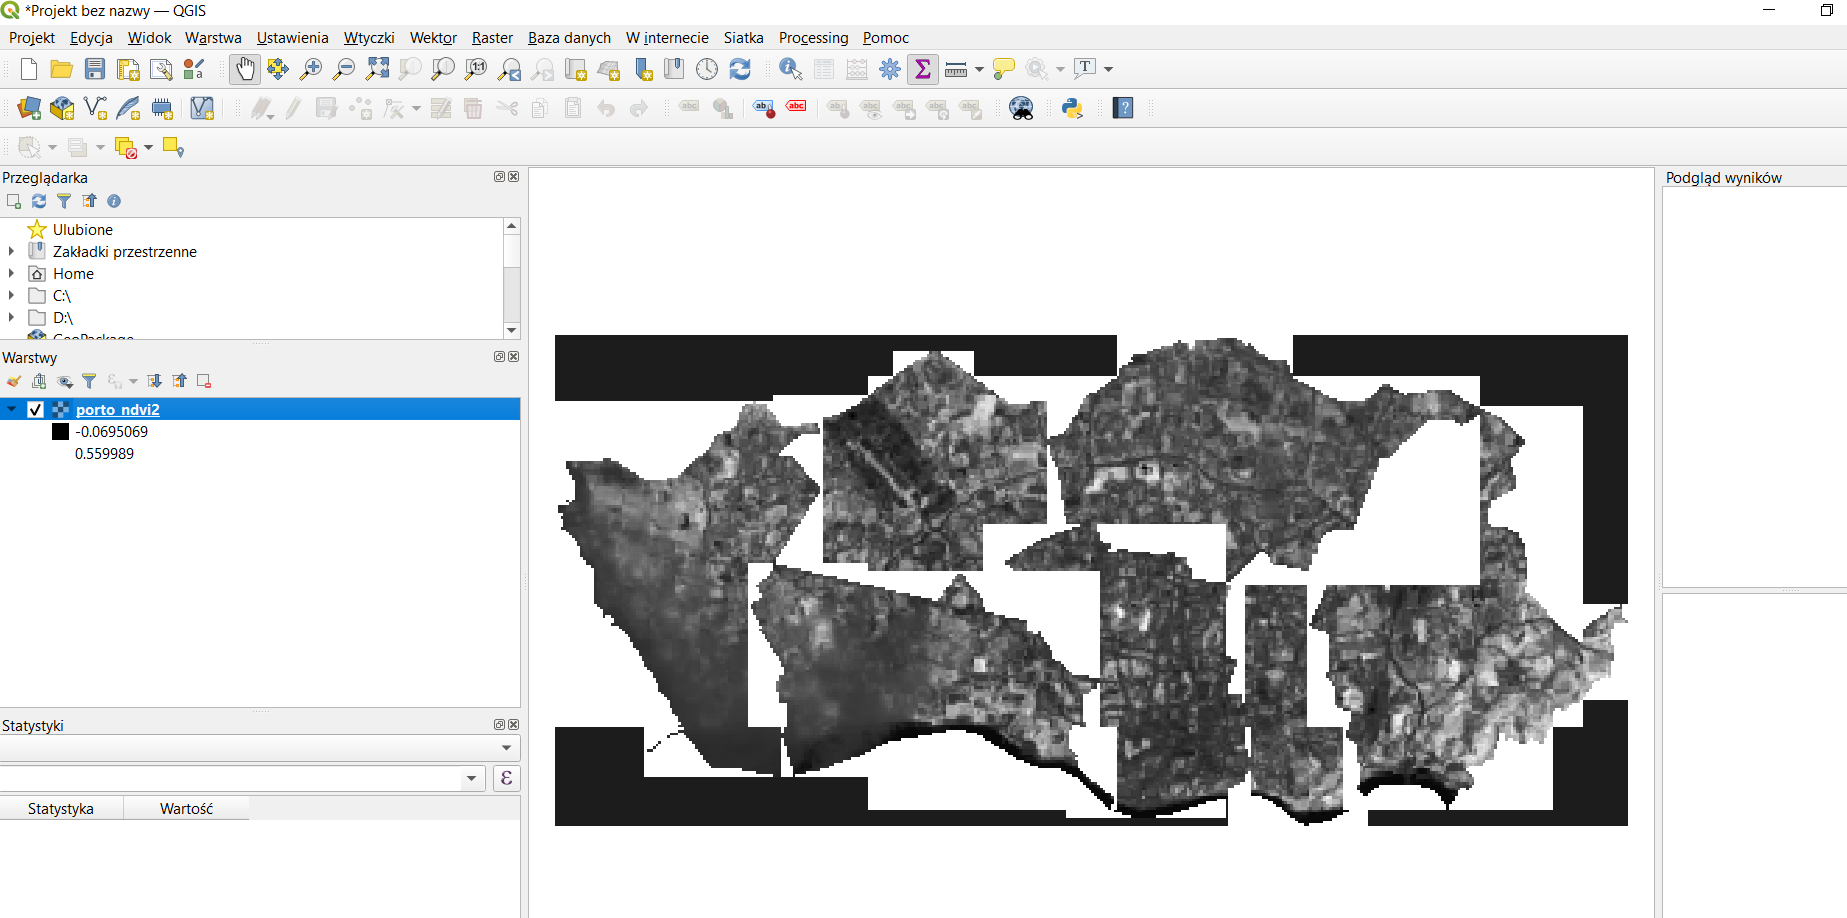 *Projekt bez nazwy — QGIS
Projekt Edycja Widok Warstwa Ustawienia Wtyczki Wektor Raster Baza danych W internecie Siatka Processing Pomoc
Przeglądarka
Ulubione
Zakładki przestrzenne
Home
C:\
D:\
GeoPackage
Warstwy
porto_ndvi2
-0.0695069
0.559989
Statystyki
Statystyka Wartość
Podgląd wyników